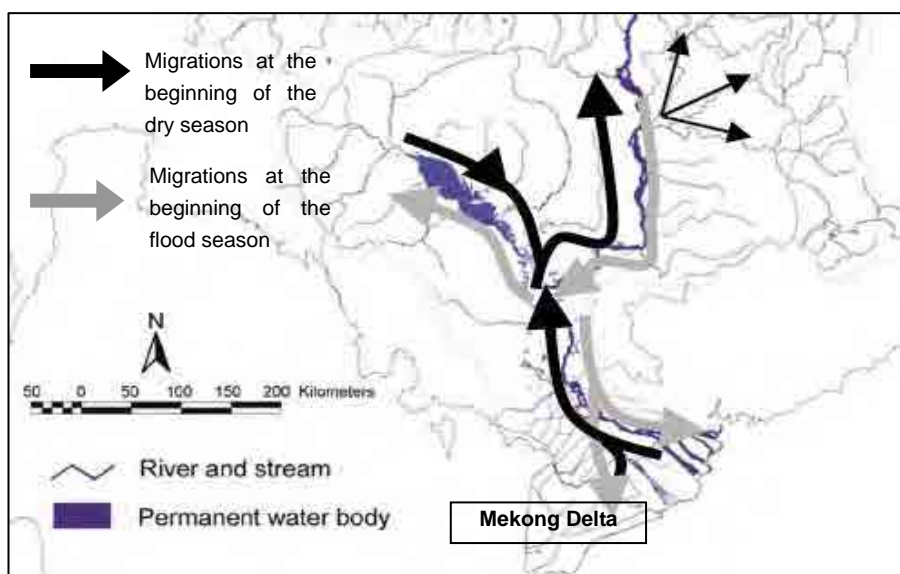 Migrations at the
beginning of the
dry season
Migrations at the
beginning of the
flood season
N
50 0 50 100 150 200 Kilometers
River and stream
Permanent water body
Mekong Delta